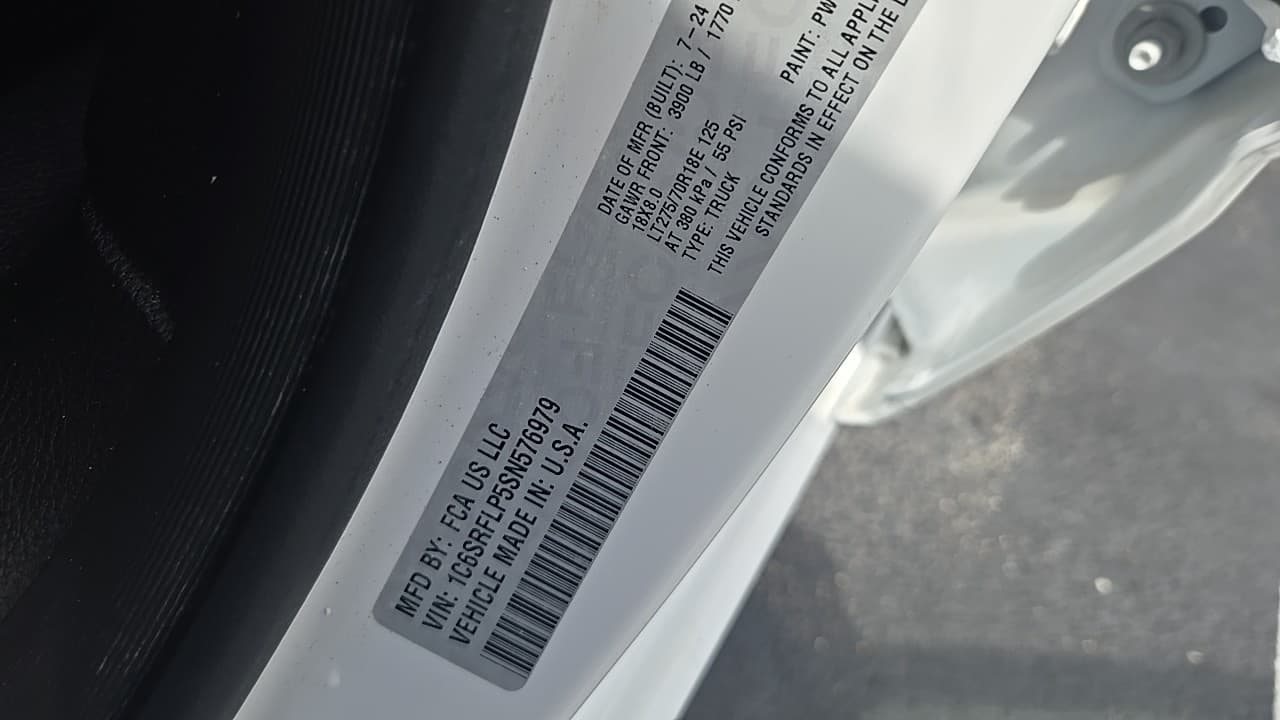 MFD BY: FCA US LLC
VIN: 1C6SRFLP5SN576979
VEHICLE MADE IN: U.S.A.
DATE OF MFR (BUILT): 7-24
GAWR FRONT: 3900 LB / 1770
18X8.0
LT275/70R18E 125
AT 380 kPa / 55 PSI
TYPE: TRUCK
PAINT: PW
THIS VEHICLE CONFORMS TO ALL
STANDARDS IN EFFECT ON THE